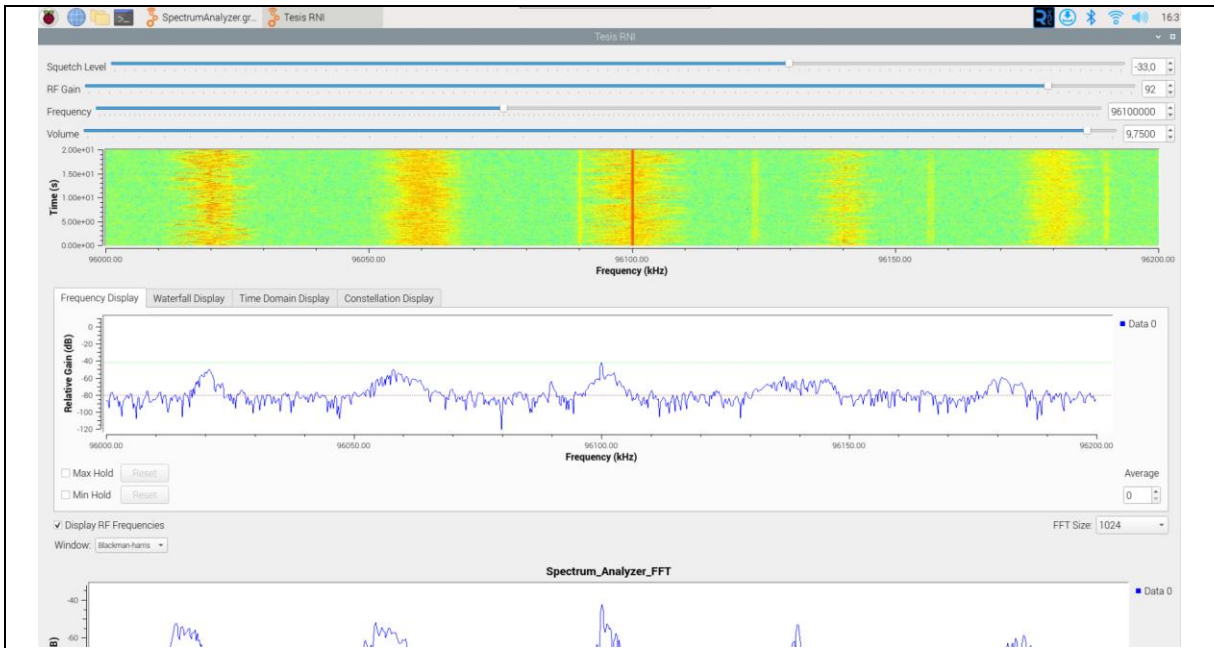 SpectrumAnalyzer.gr... Tesis RNI 16:3
Tesis RNI
Squetch Level -33,0
RF Gain 92
Frequency 96100000
Volume 9,7500
2.00e+01
1.50e+01
1.00e+01
5.00e+00
0.00e+00
Time (s)
96000.00 96050.00 96100.00 96150.00 96200.00
Frequency (kHz)
Frequency Display Waterfall Display Time Domain Display Constellation Display
Data 0
0
-20
-40
-60
-80
-100
-120
Relative Gain (dB)
96000.00 96050.00 96100.00 96150.00 96200.00
Frequency (kHz)
Max Hold Reset Average
Min Hold Reset 0
Display RF Frequencies FFT Size: 1024
Window: Blackman-harris
Spectrum_Analyzer_FFT
Data 0
-40
-60
B)